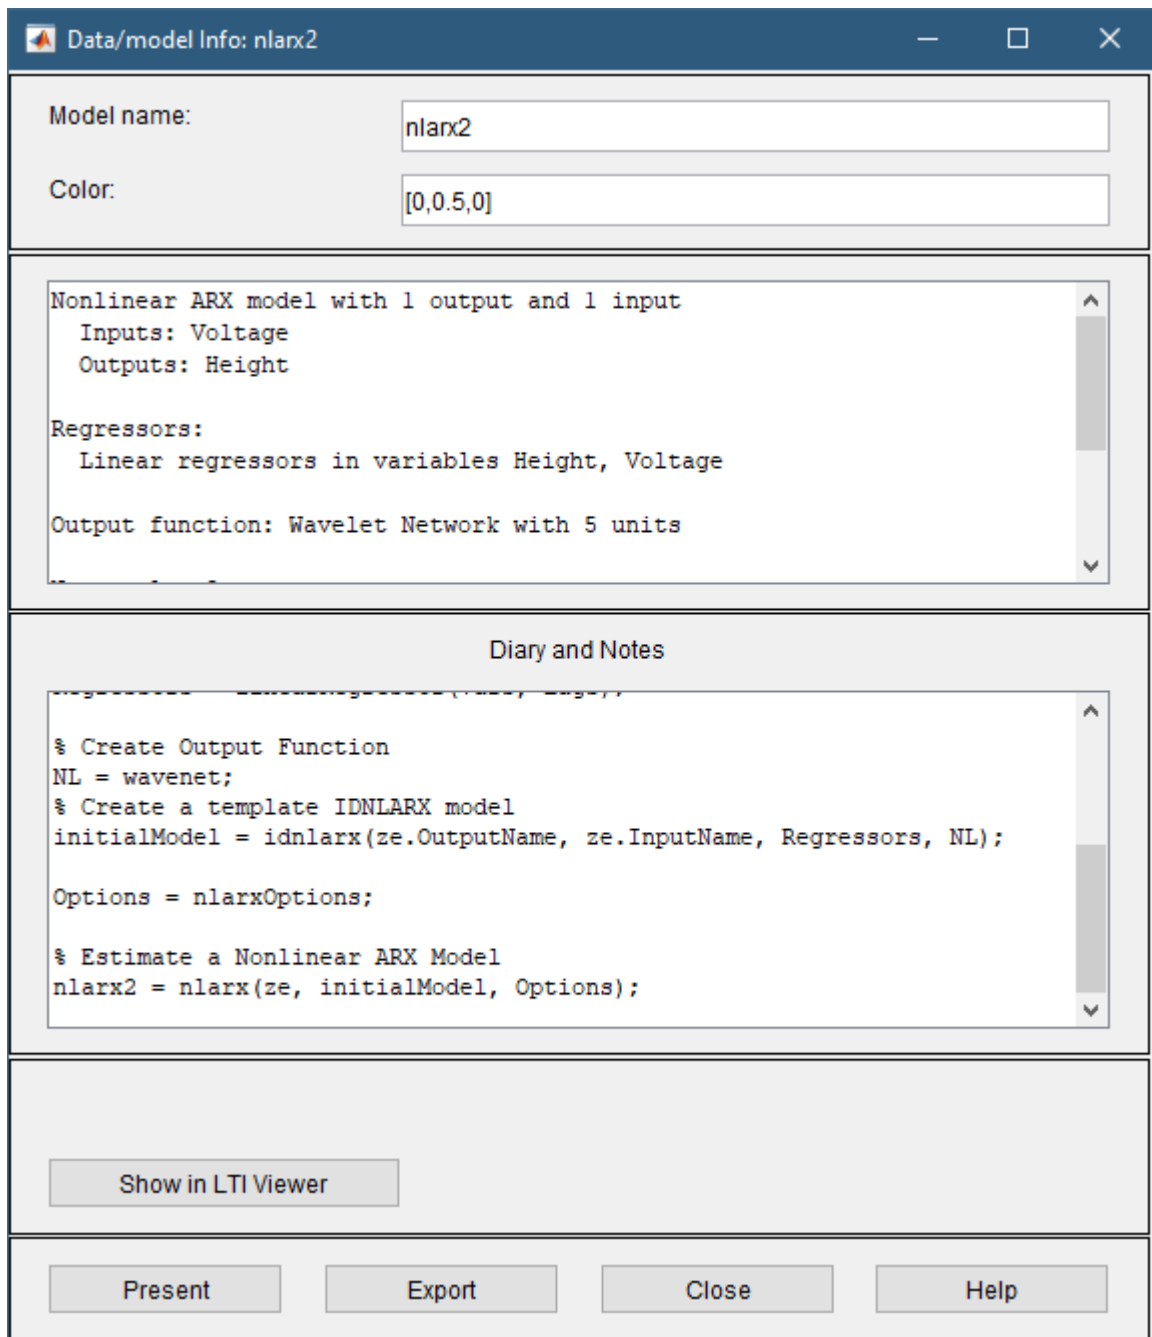 Data/model Info: nlarx2
Model name:
nlarx2
Color:
[0,0.5,0]
Nonlinear ARX model with 1 output and 1 input
Inputs: Voltage
Outputs: Height
Regressors:
Linear regressors in variables Height, Voltage
Output function: Wavelet Network with 5 units
Diary and Notes
% Create Output Function
NL = wavenet;
% Create a template IDNLARX model
initialModel = idnlarx(ze.OutputName, ze.InputName, Regressors, NL);
Options = nlarxOptions;
% Estimate a Nonlinear ARX Model
nlarx2 = nlarx(ze, initialModel, Options);
Show in LTI Viewer
Present
Export
Close
Help